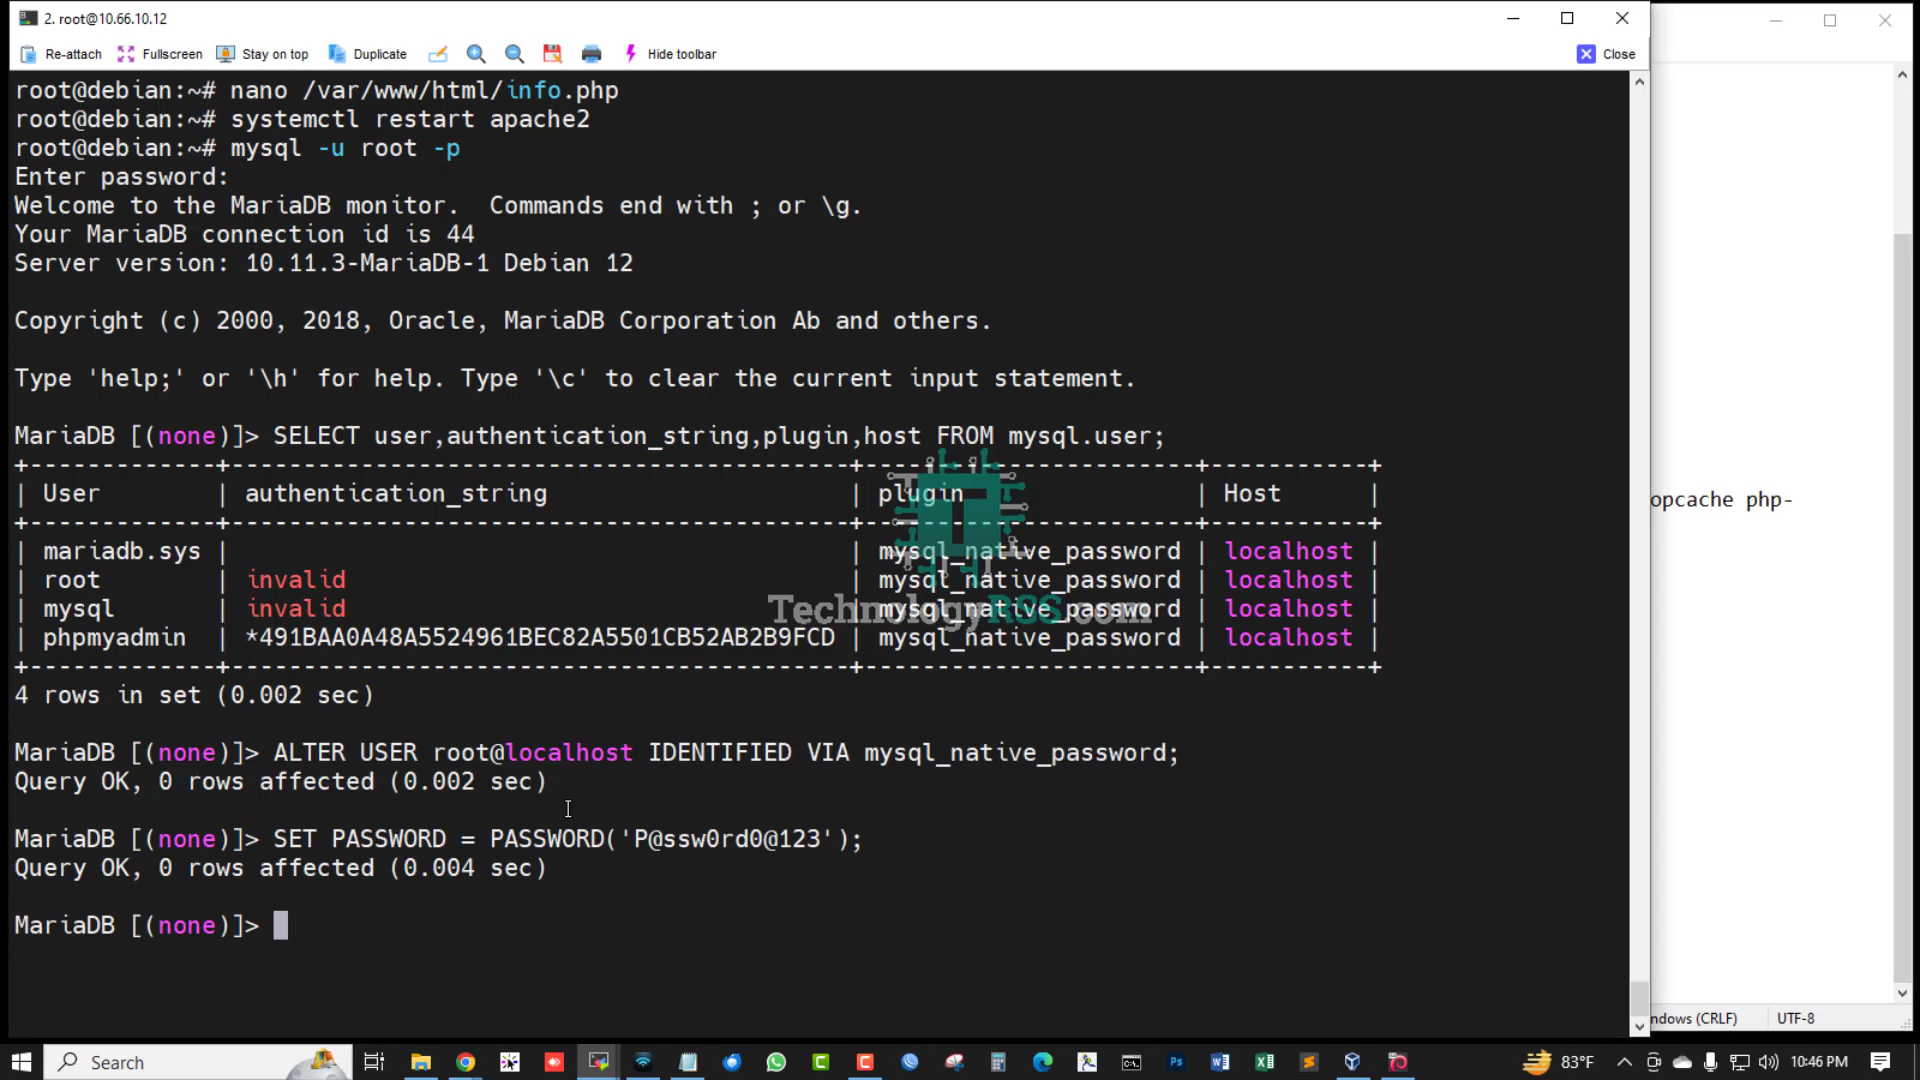 2. root@10.66.10.12
Re-attach Fullscreen Stay on top Duplicate Hide toolbar Close
root@debian:~# nano /var/www/html/info.php
root@debian:~# systemctl restart apache2
root@debian:~# mysql -u root -p
Enter password:
Welcome to the MariaDB monitor.  Commands end with ; or \g.
Your MariaDB connection id is 44
Server version: 10.11.3-MariaDB-1 Debian 12
Copyright (c) 2000, 2018, Oracle, MariaDB Corporation Ab and others.
Type 'help;' or '\h' for help. Type '\c' to clear the current input statement.
MariaDB [(none)]> SELECT user,authentication_string,plugin,host FROM mysql.user;
+-------------+-------------------------------------------+-----------------------+-----------+
| User        | authentication_string                     | plugin                | Host      |
+-------------+-------------------------------------------+-----------------------+-----------+
| mariadb.sys |                                           | mysql_native_password | localhost |
| root        | invalid                                   | mysql_native_password | localhost |
| mysql       | invalid                                   | mysql_native_password | localhost |
| phpmyadmin  | *491BAA0A48A5524961BEC82A5501CB52AB2B9FCD | mysql_native_password | localhost |
+-------------+-------------------------------------------+-----------------------+-----------+
4 rows in set (0.002 sec)
MariaDB [(none)]> ALTER USER root@localhost IDENTIFIED VIA mysql_native_password;
Query OK, 0 rows affected (0.002 sec)
MariaDB [(none)]> SET PASSWORD = PASSWORD('P@ssw0rd0@123');
Query OK, 0 rows affected (0.004 sec)
MariaDB [(none)]>
TechnologyRSS.com
opcache php-
ndows (CRLF) UTF-8
Search 83°F 10:46 PM